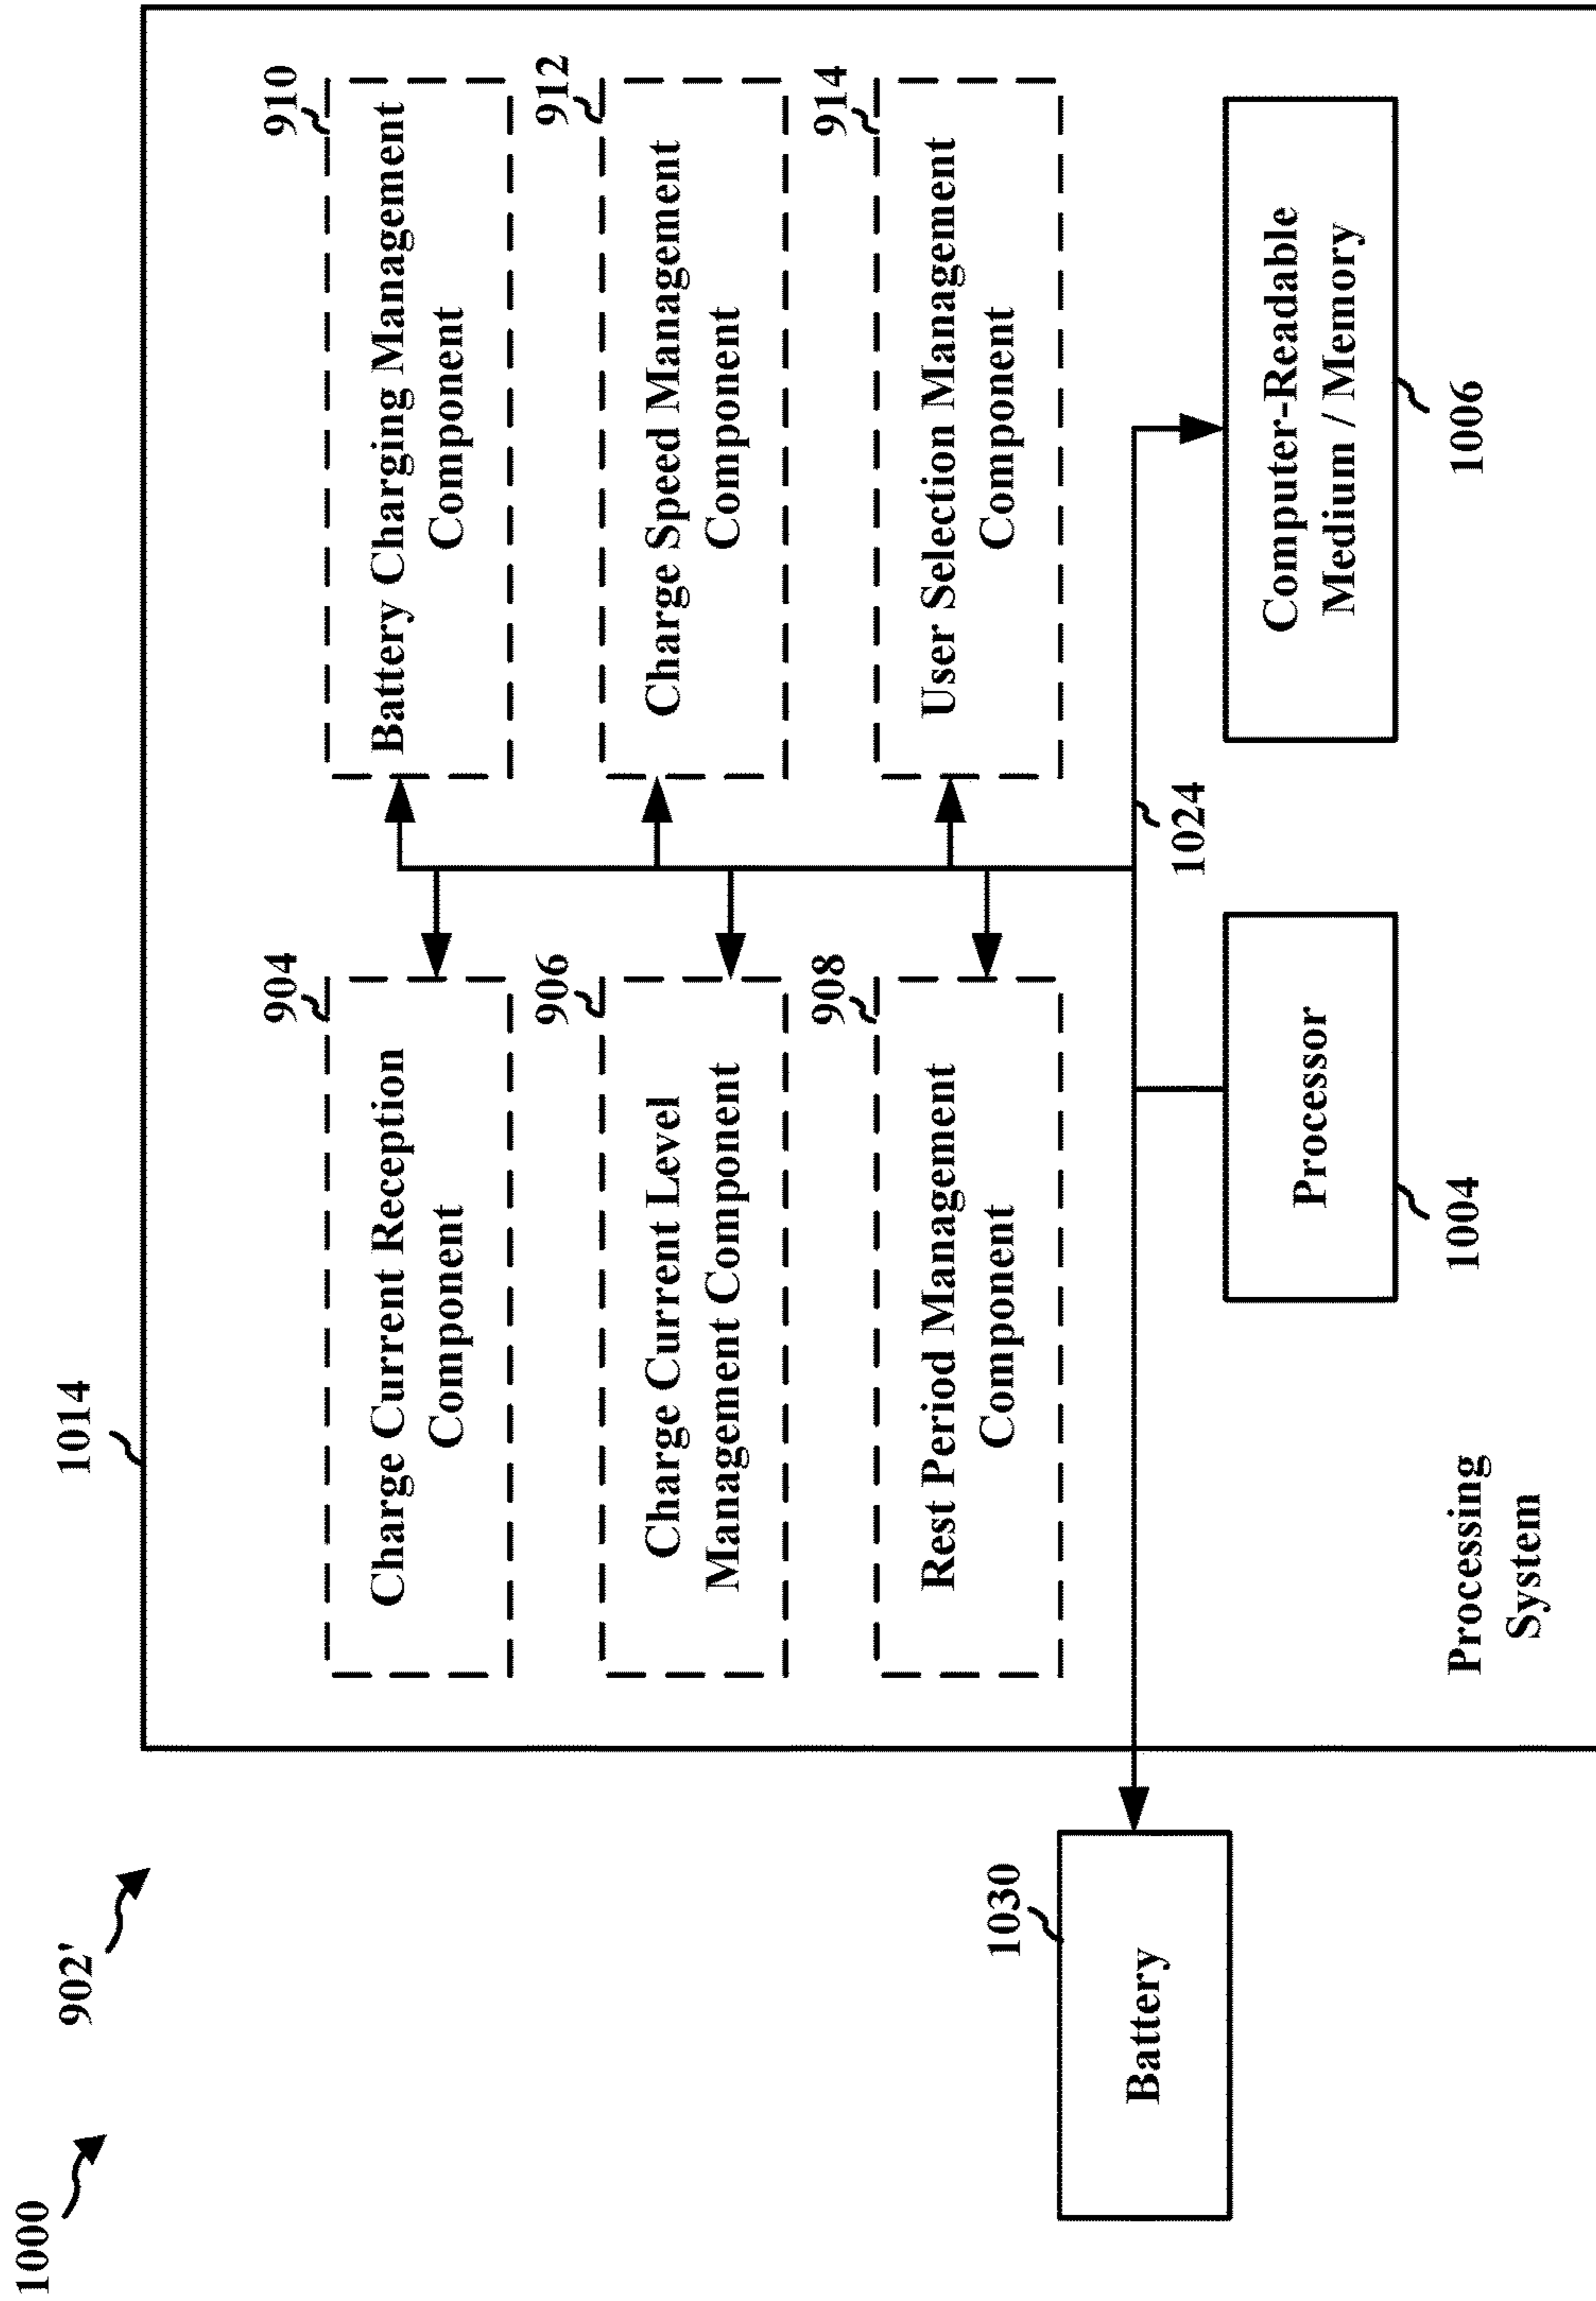 1000
902'
1014
904
Charge Current Reception
Component
910
Battery Charging Management
Component
906
Charge Current Level
Management Component
912
Charge Speed Management
Component
908
Rest Period Management
Component
914
User Selection Management
Component
1030
Battery
1024
Processor
1004
Computer-Readable
Medium / Memory
1006
Processing
System